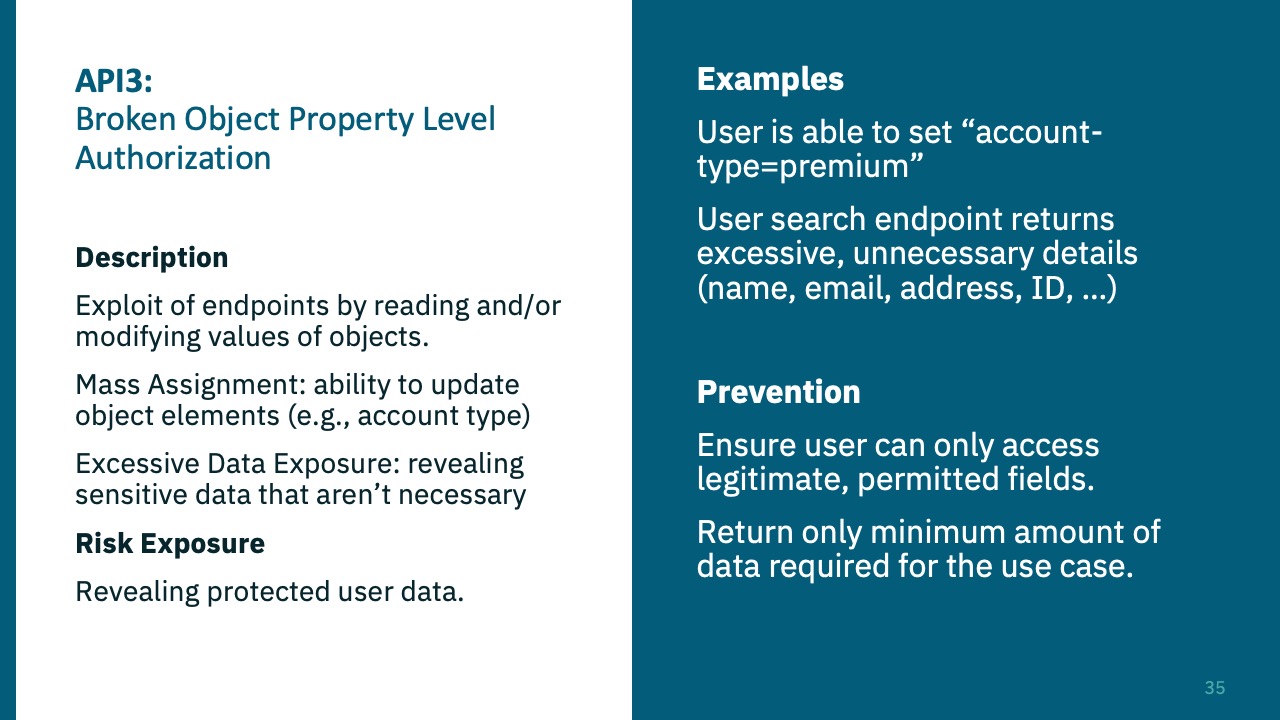 API3:
Broken Object Property Level
Authorization
Description
Exploit of endpoints by reading and/or
modifying values of objects.
Mass Assignment: ability to update
object elements (e.g., account type)
Excessive Data Exposure: revealing
sensitive data that aren’t necessary
Risk Exposure
Revealing protected user data.
Examples
User is able to set “account-
type=premium”
User search endpoint returns
excessive, unnecessary details
(name, email, address, ID, ...)
Prevention
Ensure user can only access
legitimate, permitted fields.
Return only minimum amount of
data required for the use case.
35